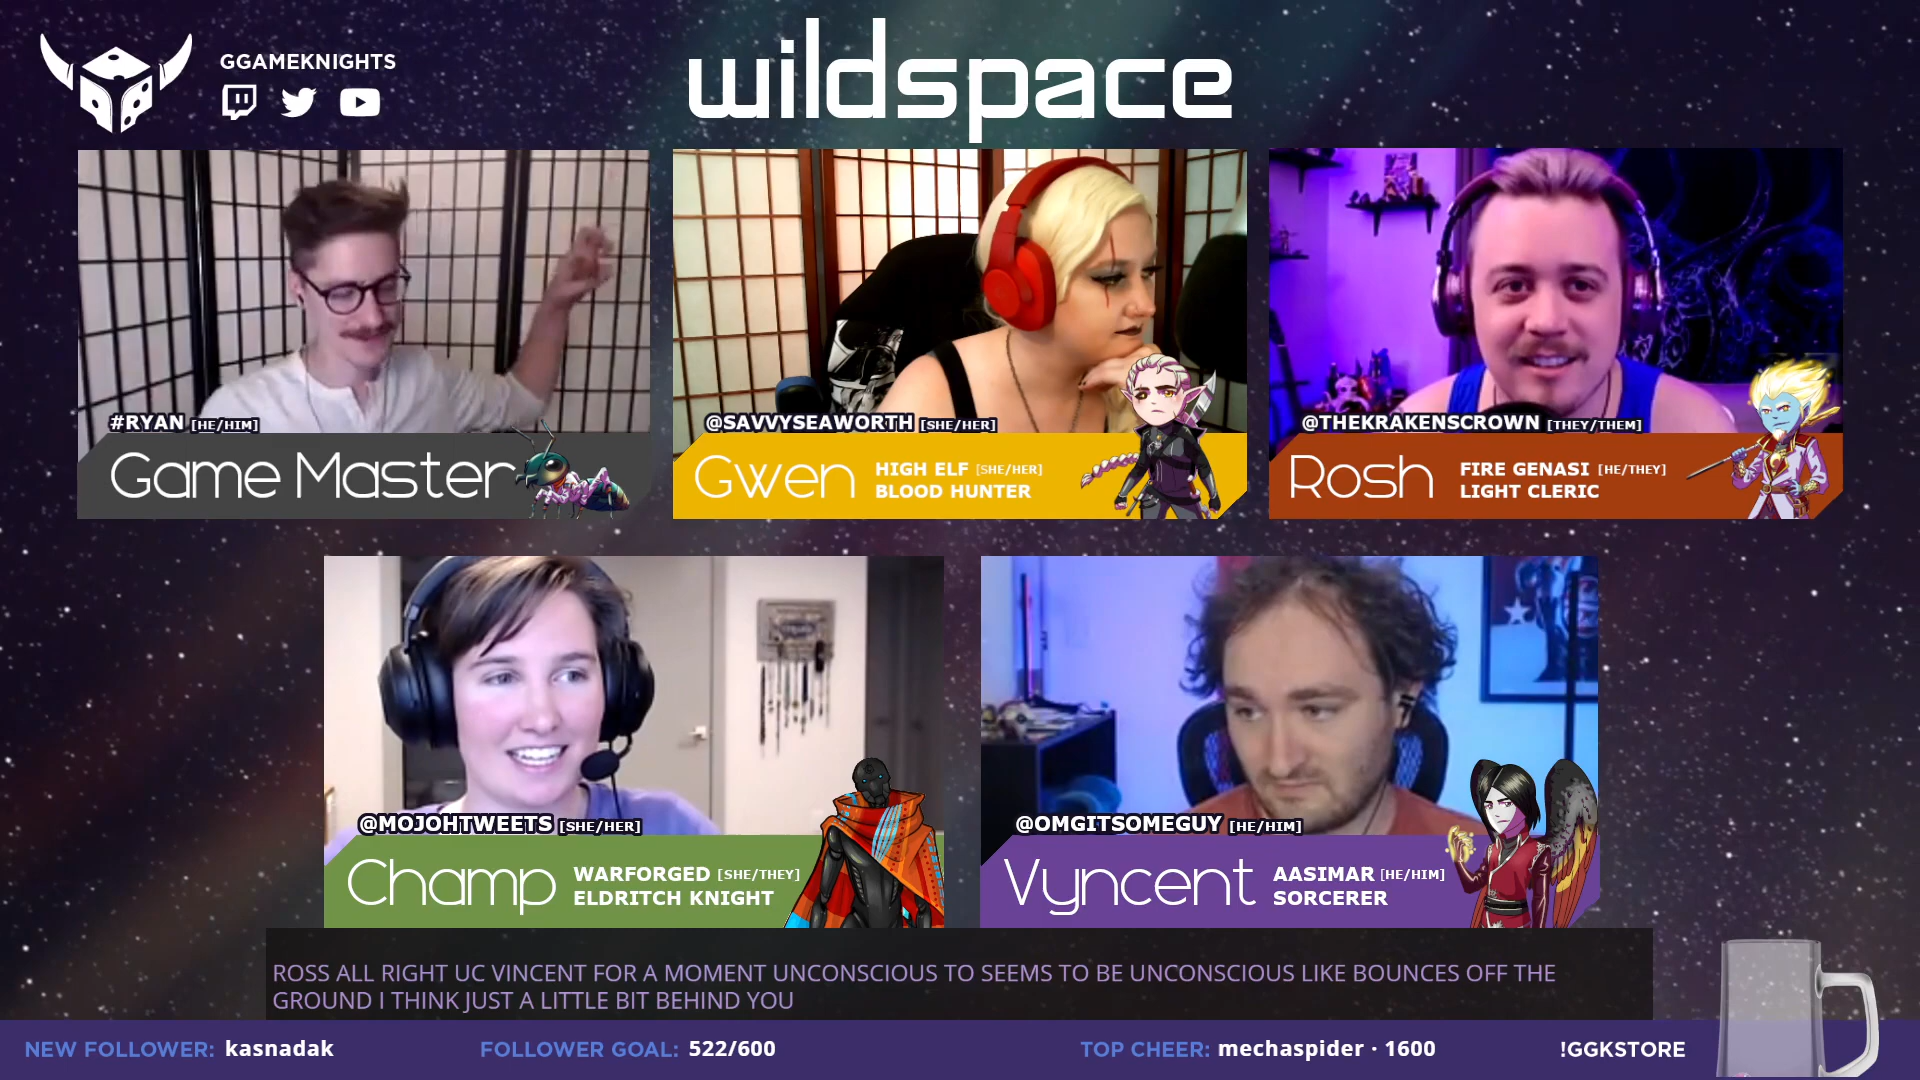 GGAMEKNIGHTS
wildspace
#RYAN [HE/HIM]
Game Master
@SAVVYSEAWORTH [SHE/HER]
Gwen
HIGH ELF [SHE/HER]
BLOOD HUNTER
@THEKRAKENSCROWN [THEY/THEM]
Rosh
FIRE GENASI [HE/THEY]
LIGHT CLERIC
@MOJOHTWEETS [SHE/HER]
Champ
WARFORGED [SHE/THEY]
ELDRITCH KNIGHT
@OMGITSOMEGUY [HE/HIM]
Vyncent
AASIMAR [HE/HIM]
SORCERER
ROSS ALL RIGHT UC VINCENT FOR A MOMENT UNCONSCIOUS TO SEEMS TO BE UNCONSCIOUS LIKE BOUNCES OFF THE
GROUND I THINK JUST A LITTLE BIT BEHIND YOU
NEW FOLLOWER: kasnadak
FOLLOWER GOAL: 522/600
TOP CHEER: mechaspider · 1600
!GGKSTORE